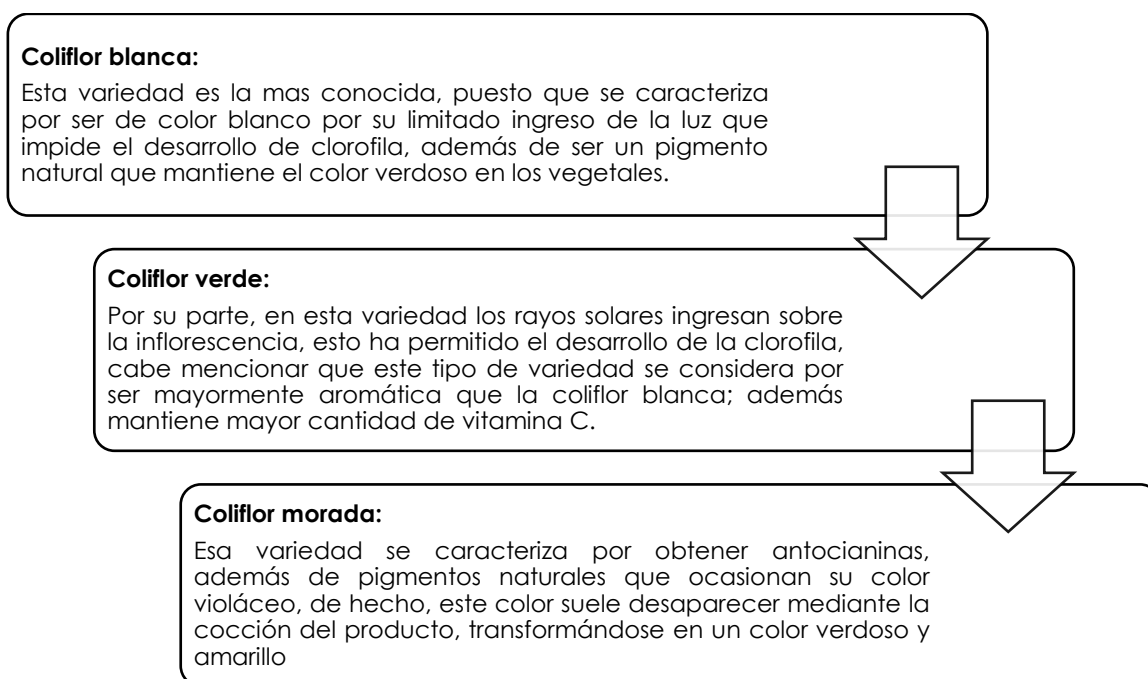 Coliflor blanca:
Esta variedad es la mas conocida, puesto que se caracteriza
por ser de color blanco por su limitado ingreso de la luz que
impide el desarrollo de clorofila, además de ser un pigmento
natural que mantiene el color verdoso en los vegetales.
Coliflor verde:
Por su parte, en esta variedad los rayos solares ingresan sobre
la inflorescencia, esto ha permitido el desarrollo de la clorofila,
cabe mencionar que este tipo de variedad se considera por
ser mayormente aromática que la coliflor blanca; además
mantiene mayor cantidad de vitamina C.
Coliflor morada:
Esa variedad se caracteriza por obtener antocianinas,
además de pigmentos naturales que ocasionan su color
violáceo, de hecho, este color suele desaparecer mediante la
cocción del producto, transformándose en un color verdoso y
amarillo